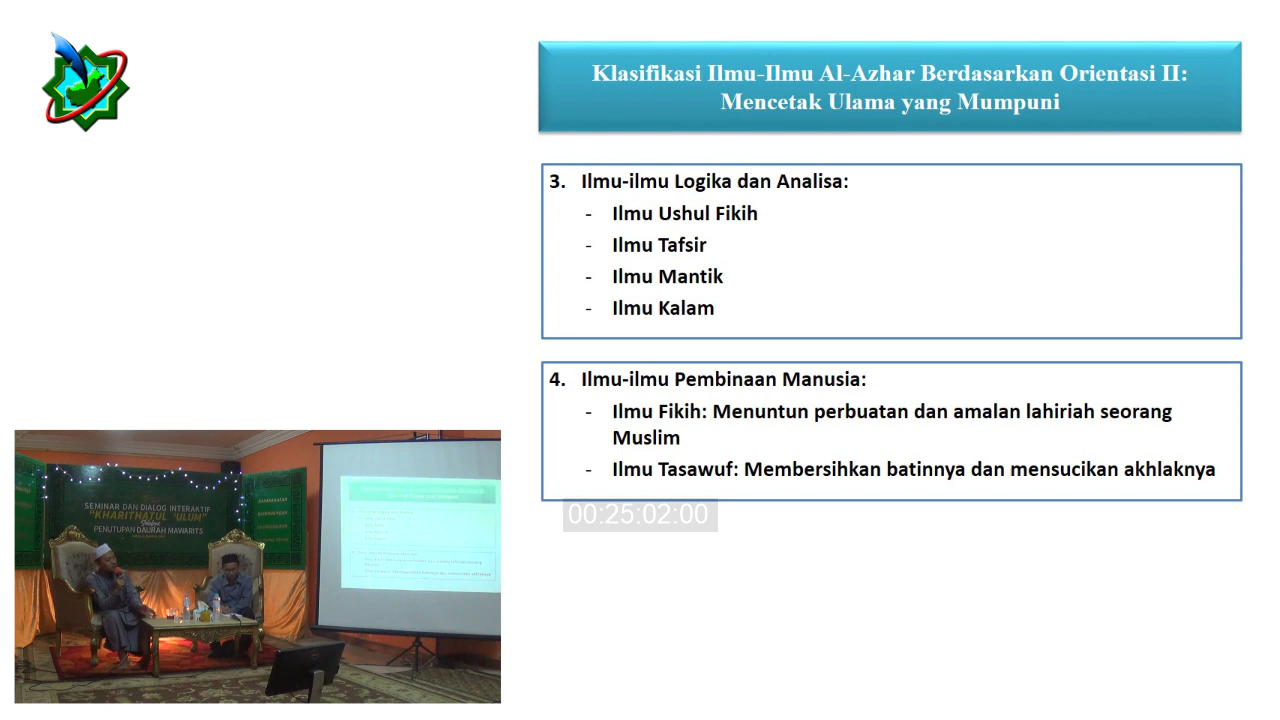 Klasifikasi Ilmu-Ilmu Al-Azhar Berdasarkan Orientasi II:
Mencetak Ulama yang Mumpuni
3. Ilmu-ilmu Logika dan Analisa:
- Ilmu Ushul Fikih
- Ilmu Tafsir
- Ilmu Mantik
- Ilmu Kalam
4. Ilmu-ilmu Pembinaan Manusia:
- Ilmu Fikih: Menuntun perbuatan dan amalan lahiriah seorang
Muslim
- Ilmu Tasawuf: Membersihkan batinnya dan mensucikan akhlaknya
00:25:02:00
SEMINAR DAN DIALOG INTERAKTIF
"KHARITHATUL 'ULUM"
PENUTUPAN DAURAH MAWARITS